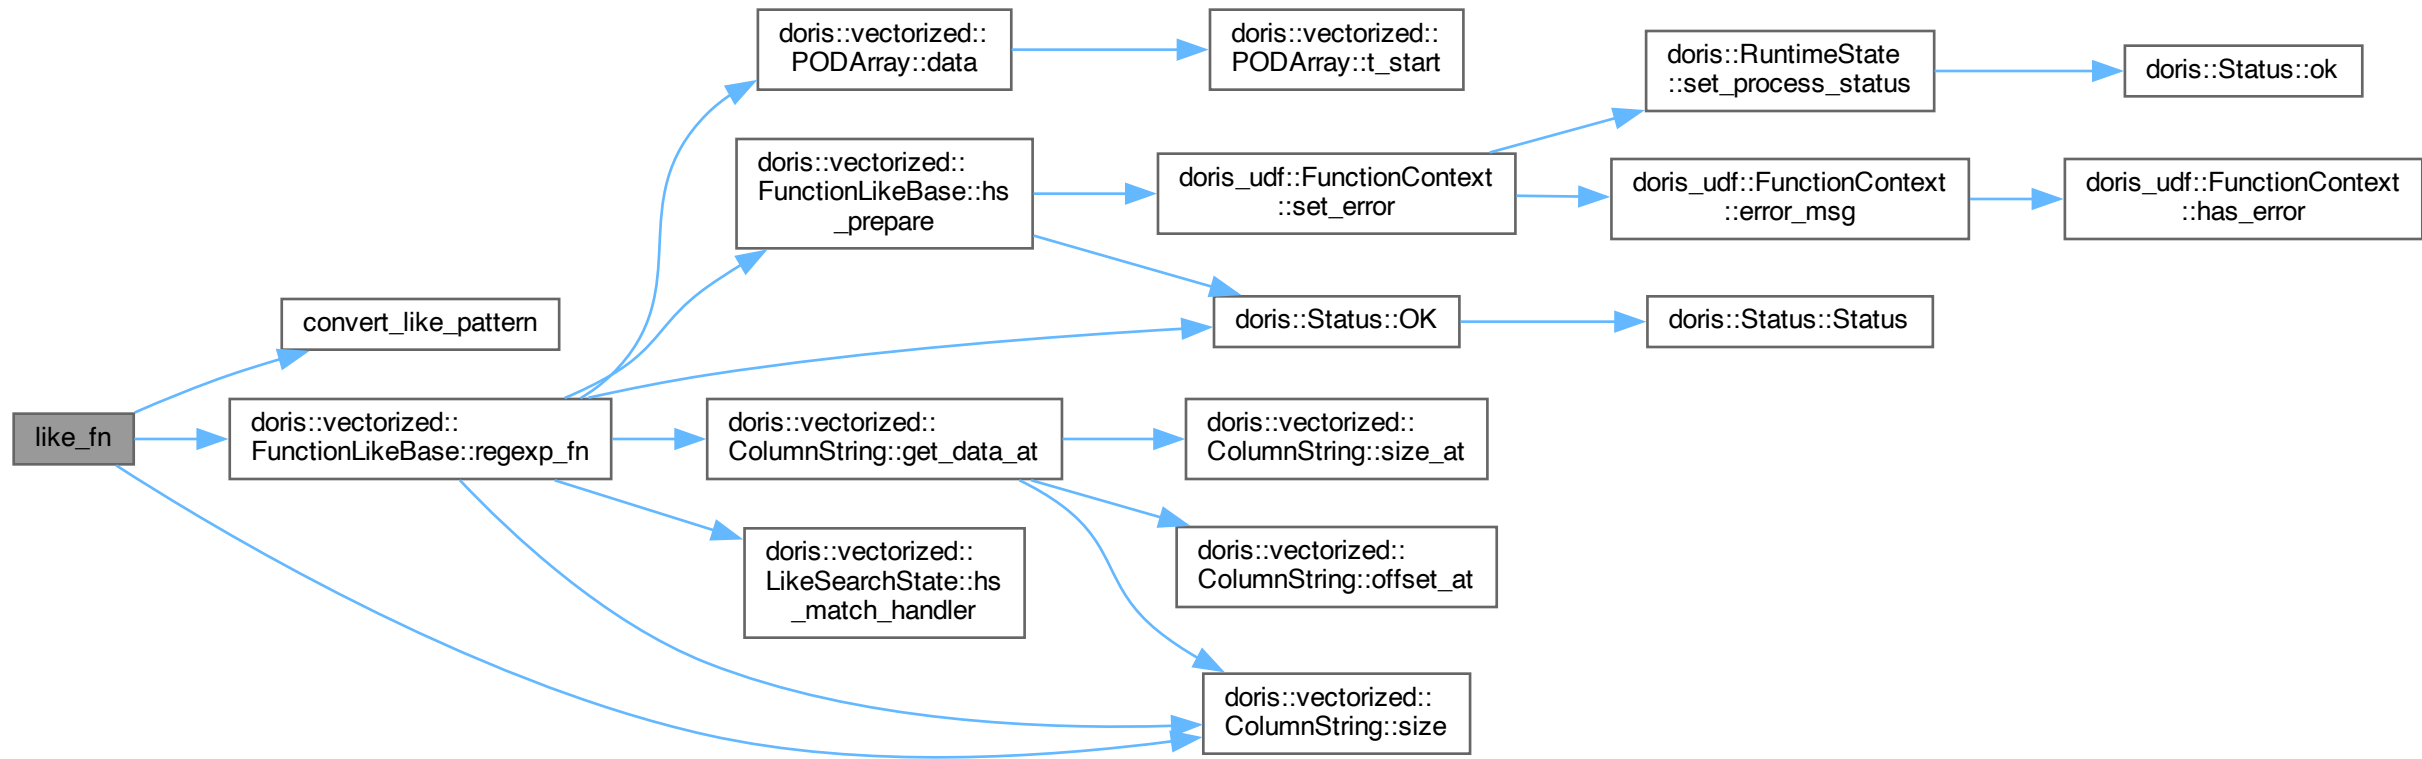 like_fn
convert_like_pattern
doris::vectorized::
FunctionLikeBase::regexp_fn
doris::vectorized::
PODArray::data
doris::vectorized::
PODArray::t_start
doris::vectorized::
FunctionLikeBase::hs
_prepare
doris_udf::FunctionContext
::set_error
doris::RuntimeState
::set_process_status
doris::Status::ok
doris_udf::FunctionContext
::error_msg
doris_udf::FunctionContext
::has_error
doris::Status::OK
doris::Status::Status
doris::vectorized::
ColumnString::get_data_at
doris::vectorized::
ColumnString::size_at
doris::vectorized::
ColumnString::offset_at
doris::vectorized::
LikeSearchState::hs
_match_handler
doris::vectorized::
ColumnString::size